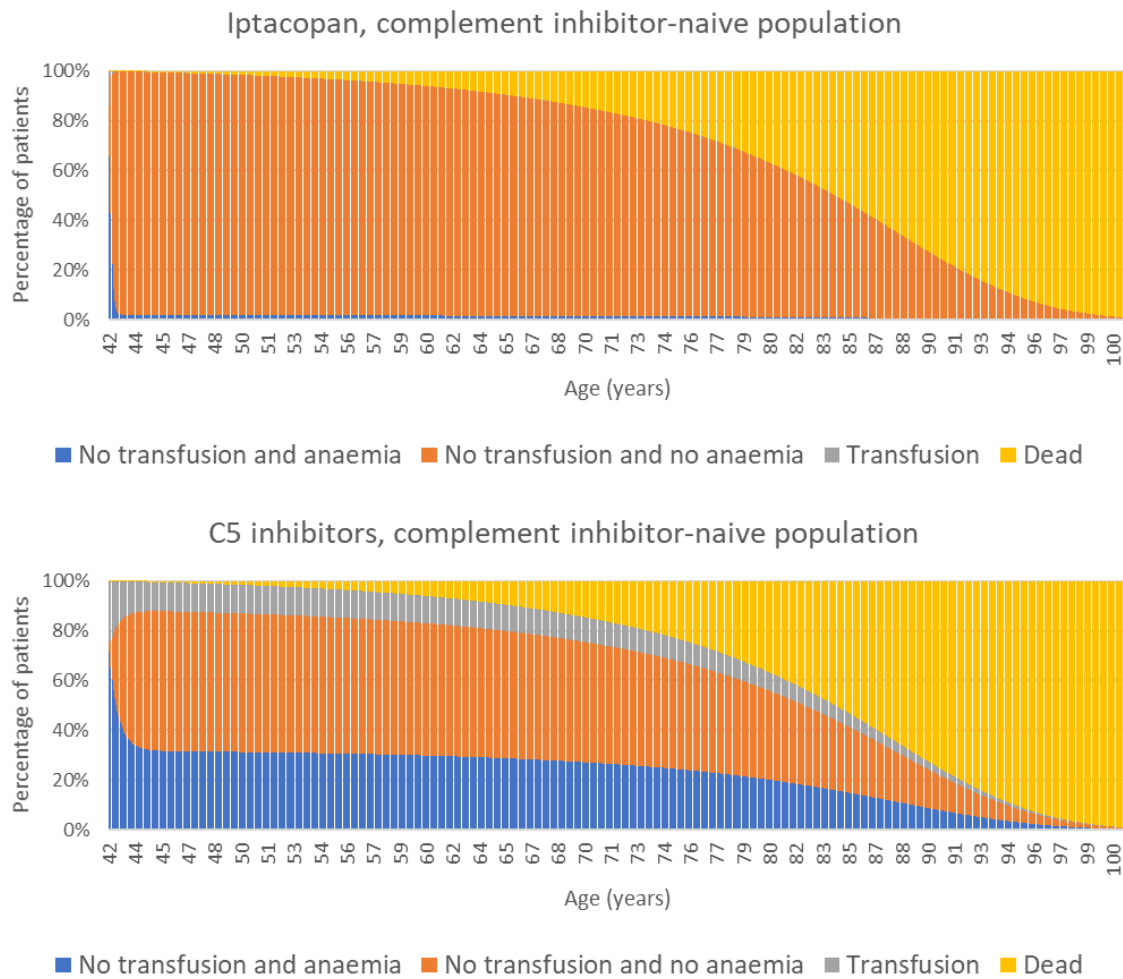 Iptacopan, complement inhibitor-naive population
Percentage of patients
100%
80%
60%
40%
20%
0%
42 44 45 47 48 50 51 53 54 56 57 59 60 62 64 65 67 68 70 71 73 74 76 77 79 80 82 83 85 87 88 90 91 93 94 96 97 99 100
Age (years)
No transfusion and anaemia No transfusion and no anaemia Transfusion Dead
C5 inhibitors, complement inhibitor-naive population
Percentage of patients
100%
80%
60%
40%
20%
0%
42 44 45 47 48 50 51 53 54 56 57 59 60 62 64 65 67 68 70 71 73 74 76 77 79 80 82 83 85 87 88 90 91 93 94 96 97 99 100
Age (years)
No transfusion and anaemia No transfusion and no anaemia Transfusion Dead